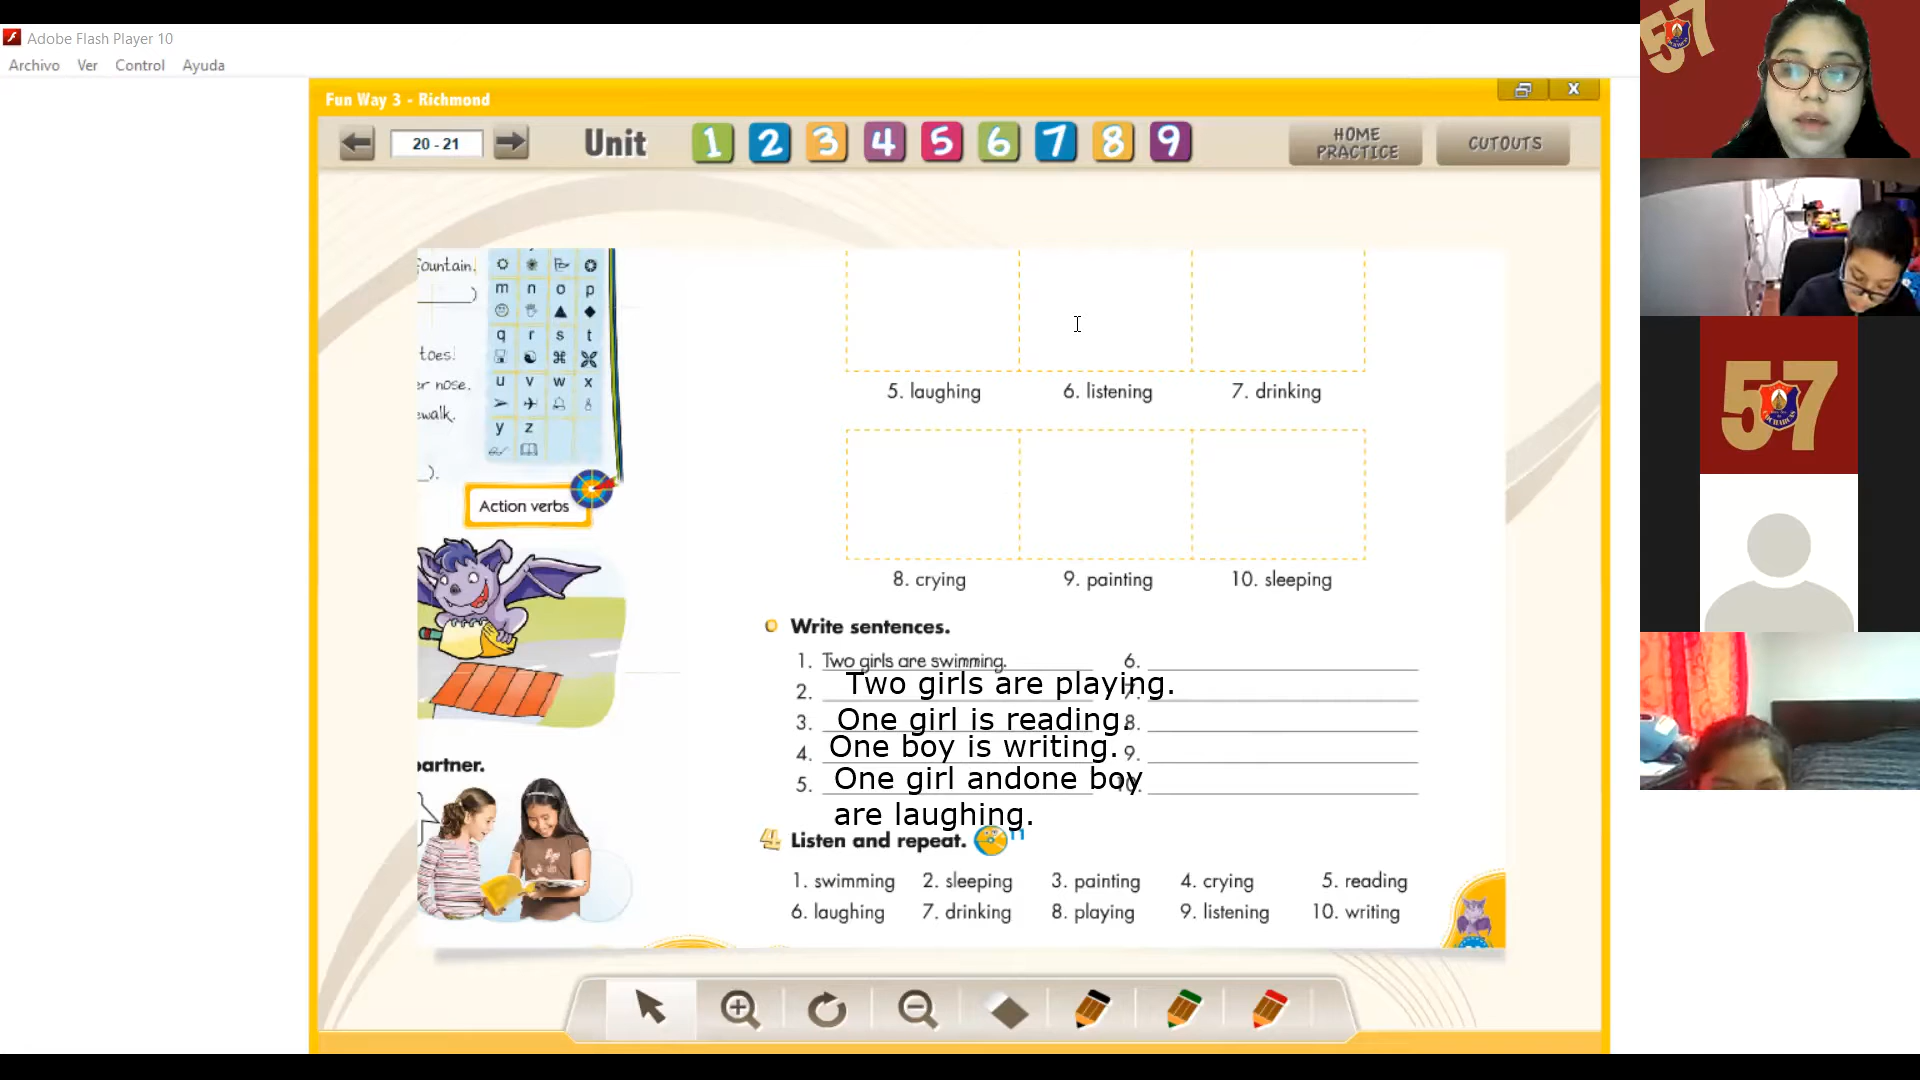 Adobe Flash Player 10
Archivo Ver Control Ayuda
Fun Way 3 - Richmond
X
20 - 21
Unit
1 2 3 4 5 6 7 8 9
HOME
PRACTICE
CUTOUTS
fountain.
m n o p
q r s t
toes!
er nose.
u v w x
ewalk.
y z
Action verbs
partner.
5. laughing 6. listening 7. drinking
8. crying 9. painting 10. sleeping
Write sentences.
1. Two girls are swimming. 6.
2. Two girls are playing. 7.
3. One girl is reading. 8.
4. One boy is writing. 9.
5. One girl andone boy 10.
are laughing.
4 Listen and repeat. 11
1. swimming 2. sleeping 3. painting 4. crying 5. reading
6. laughing 7. drinking 8. playing 9. listening 10. writing
57
57